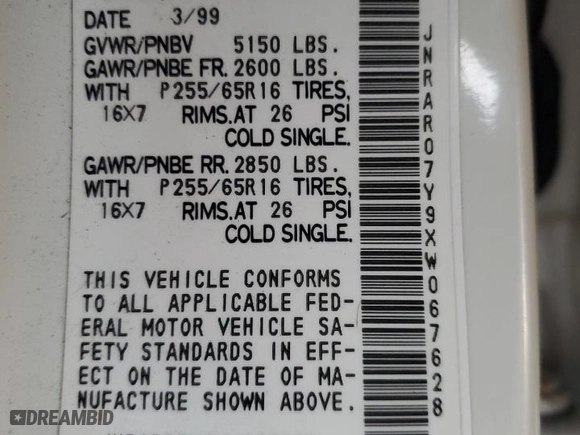 DATE 3/99
GVWR/PNBV 5150 LBS.
GAWR/PNBE FR. 2600 LBS.
WITH P255/65R16 TIRES,
16X7 RIMS. AT 26 PSI
COLD SINGLE.
GAWR/PNBE RR. 2850 LBS.
WITH P255/65R16 TIRES,
16X7 RIMS. AT 26 PSI
COLD SINGLE.
THIS VEHICLE CONFORMS
TO ALL APPLICABLE FED-
ERAL MOTOR VEHICLE SA-
FETY STANDARDS IN EFF-
ECT ON THE DATE OF MA-
NUFACTURE SHOWN ABOVE.
JNRAR07Y9XW067628
DREAMBID